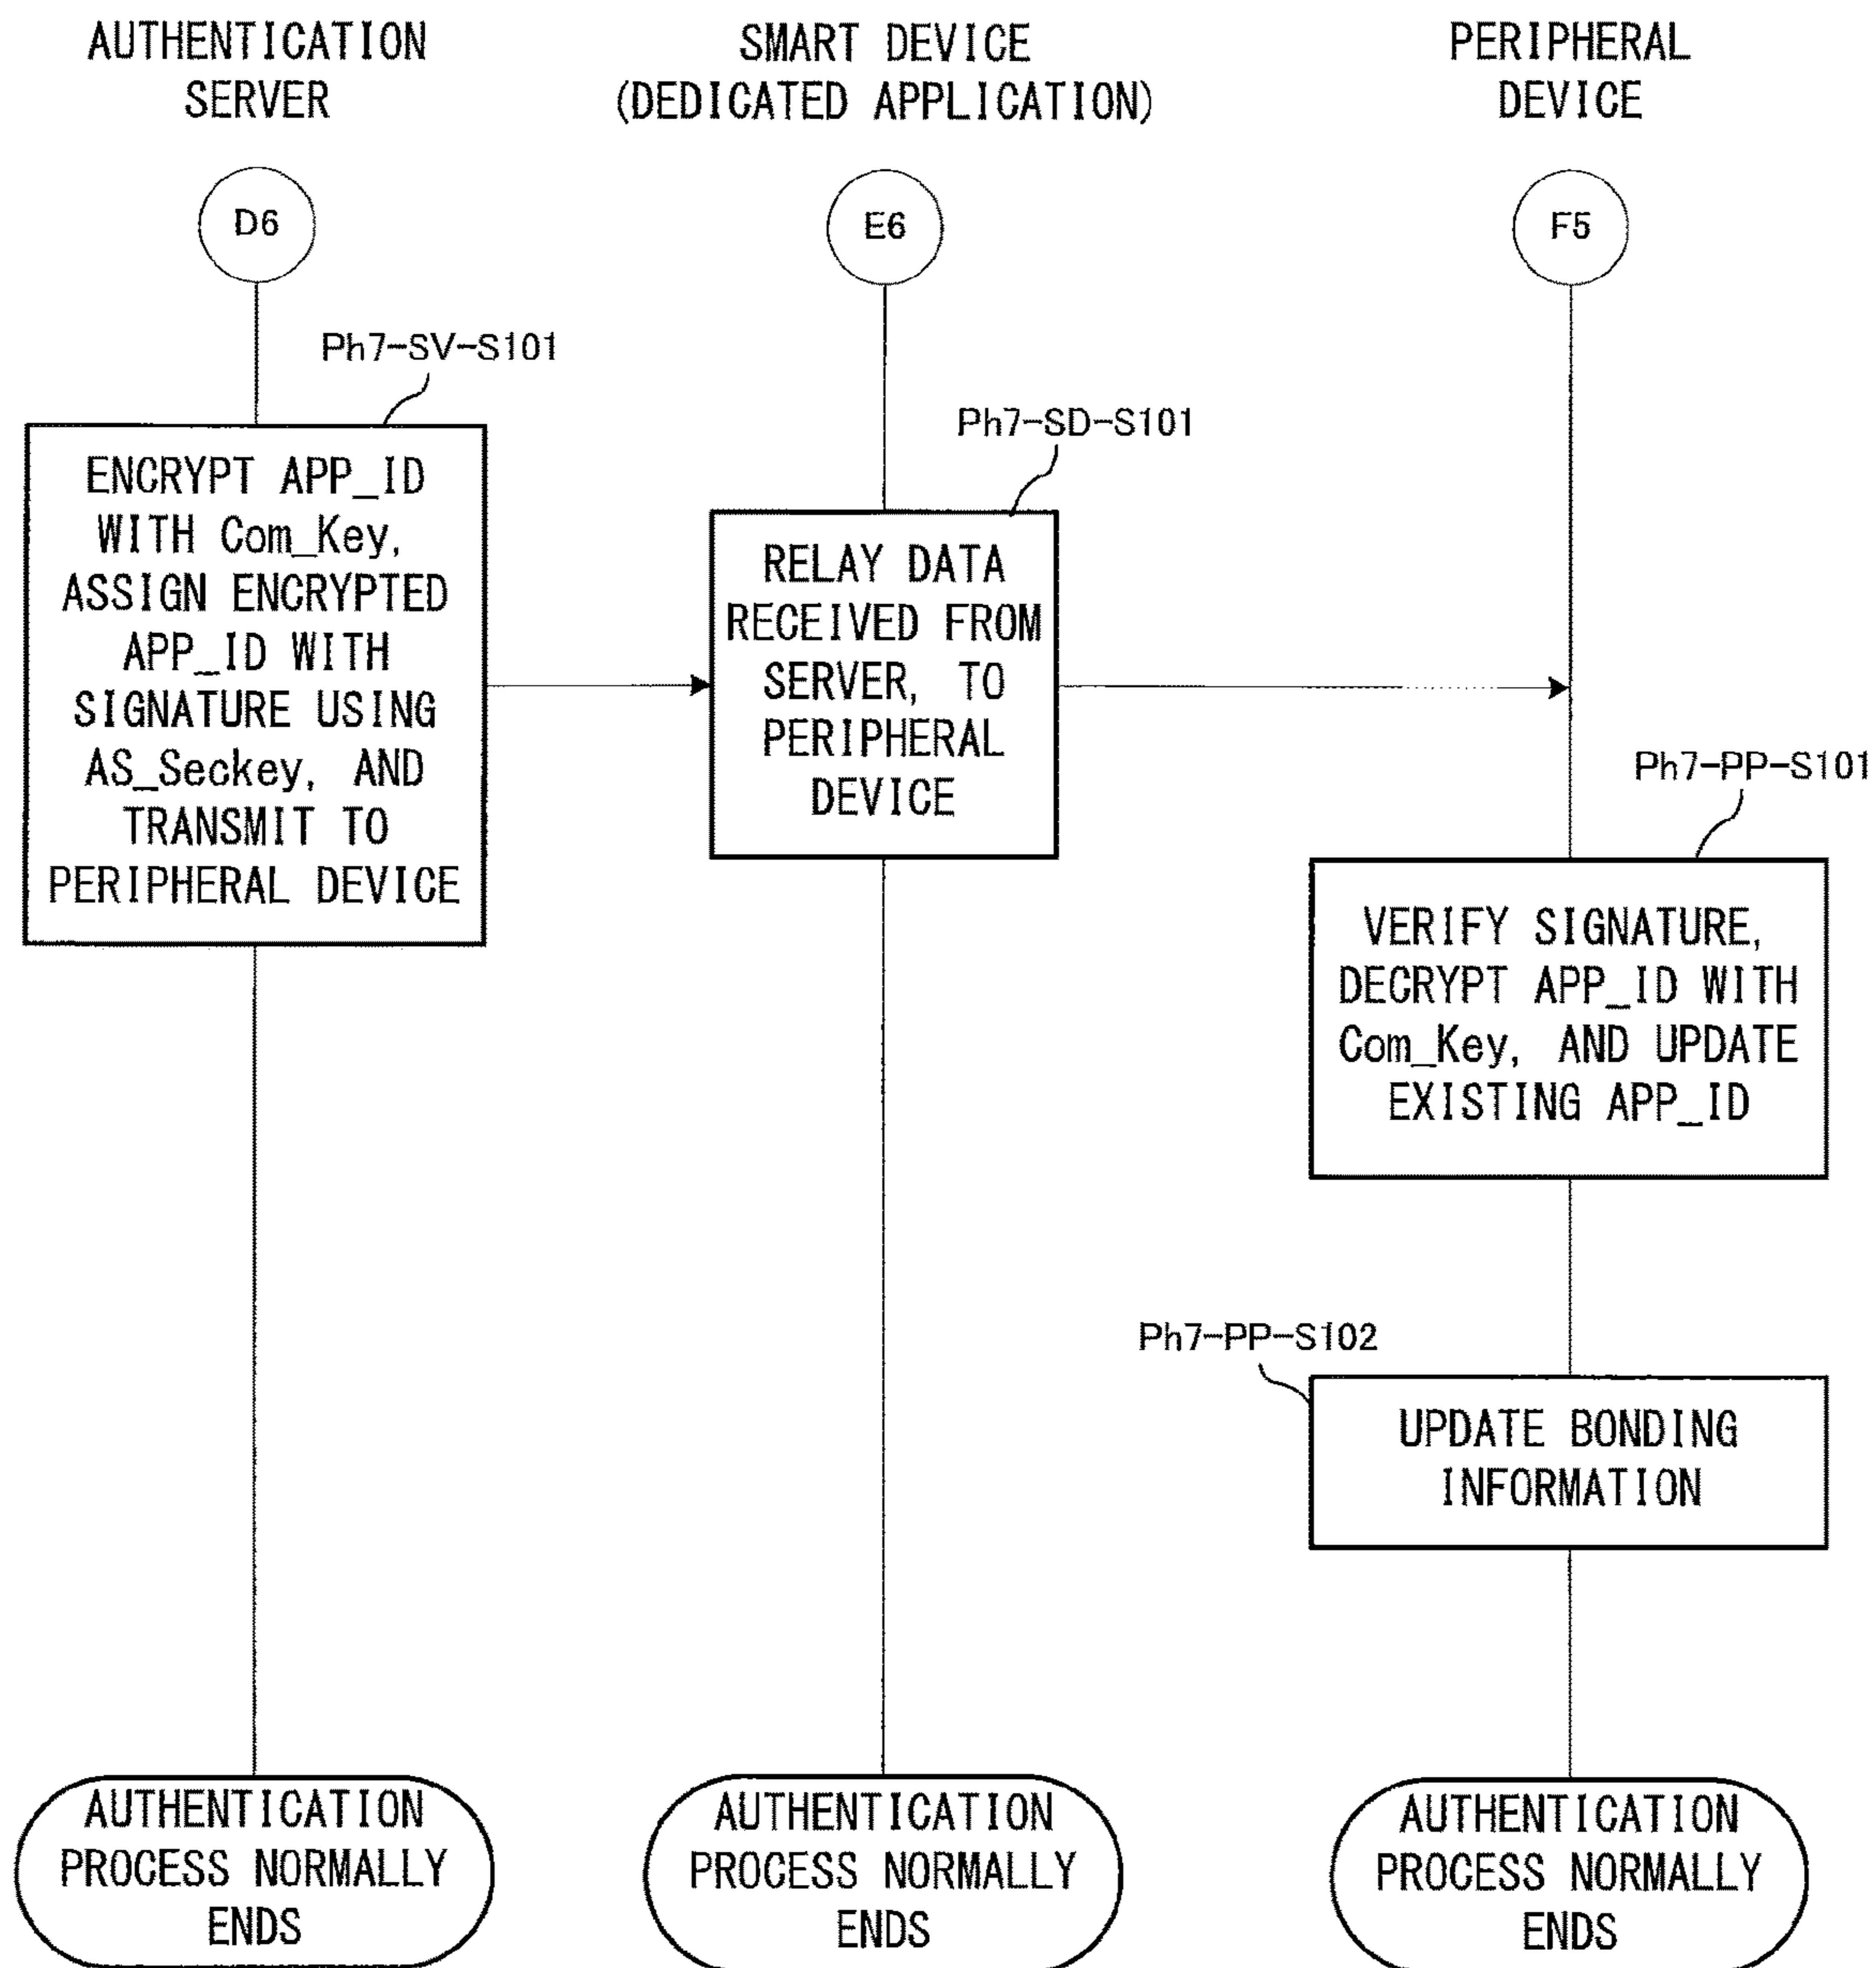 AUTHENTICATION
SERVER
SMART DEVICE
(DEDICATED APPLICATION)
PERIPHERAL
DEVICE
D6
E6
F5
Ph7-SV-S101
ENCRYPT APP_ID
WITH Com_Key,
ASSIGN ENCRYPTED
APP_ID WITH
SIGNATURE USING
AS_Seckey, AND
TRANSMIT TO
PERIPHERAL DEVICE
Ph7-SD-S101
RELAY DATA
RECEIVED FROM
SERVER, TO
PERIPHERAL
DEVICE
Ph7-PP-S101
VERIFY SIGNATURE,
DECRYPT APP_ID WITH
Com_Key, AND UPDATE
EXISTING APP_ID
Ph7-PP-S102
UPDATE BONDING
INFORMATION
AUTHENTICATION
PROCESS NORMALLY
ENDS
AUTHENTICATION
PROCESS NORMALLY
ENDS
AUTHENTICATION
PROCESS NORMALLY
ENDS